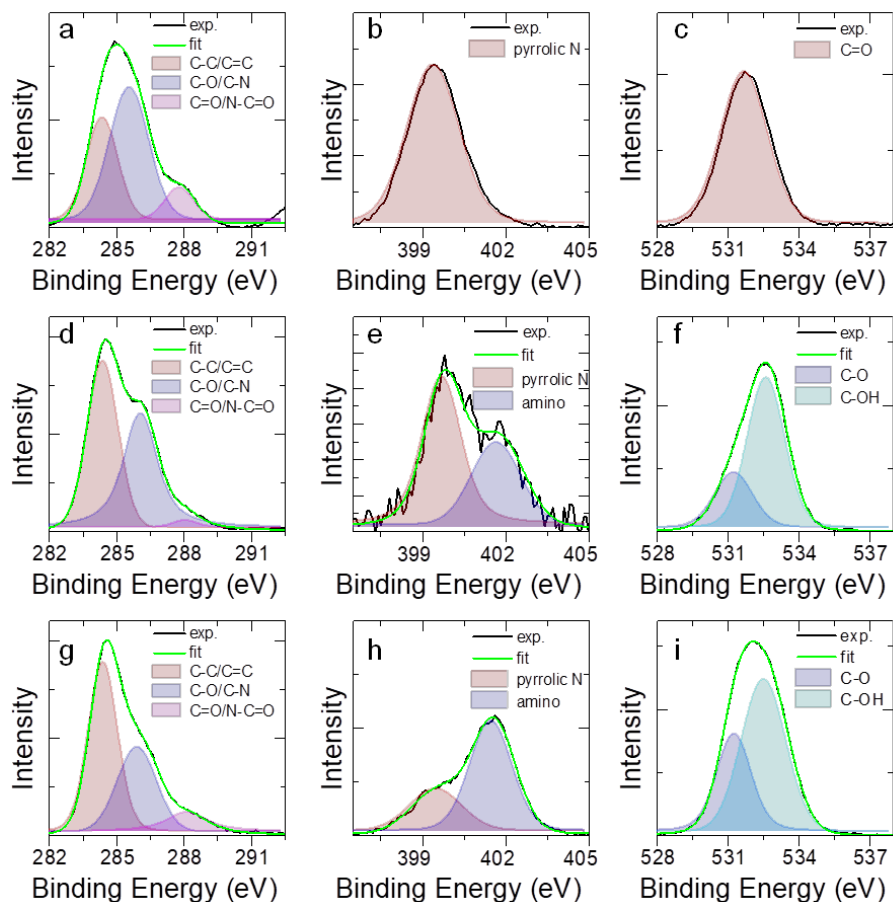 a
exp.
fit
C-C/C=C
C-O/C-N
C=O/N-C=O
Intensity
282 285 288 291
Binding Energy (eV)
b
exp.
pyrrolic N
Intensity
399 402 405
Binding Energy (eV)
c
exp.
C=O
Intensity
528 531 534 537
Binding Energy (eV)
d
exp.
fit
C-C/C=C
C-O/C-N
C=O/N-C=O
Intensity
282 285 288 291
Binding Energy (eV)
e
exp.
fit
pyrrolic N
amino
Intensity
399 402 405
Binding Energy (eV)
f
exp.
fit
C-O
C-OH
Intensity
528 531 534 537
Binding Energy (eV)
g
exp.
fit
C-C/C=C
C-O/C-N
C=O/N-C=O
Intensity
282 285 288 291
Binding Energy (eV)
h
exp.
fit
pyrrolic N
amino
Intensity
399 402 405
Binding Energy (eV)
i
exp.
fit
C-O
C-OH
Intensity
528 531 534 537
Binding Energy (eV)